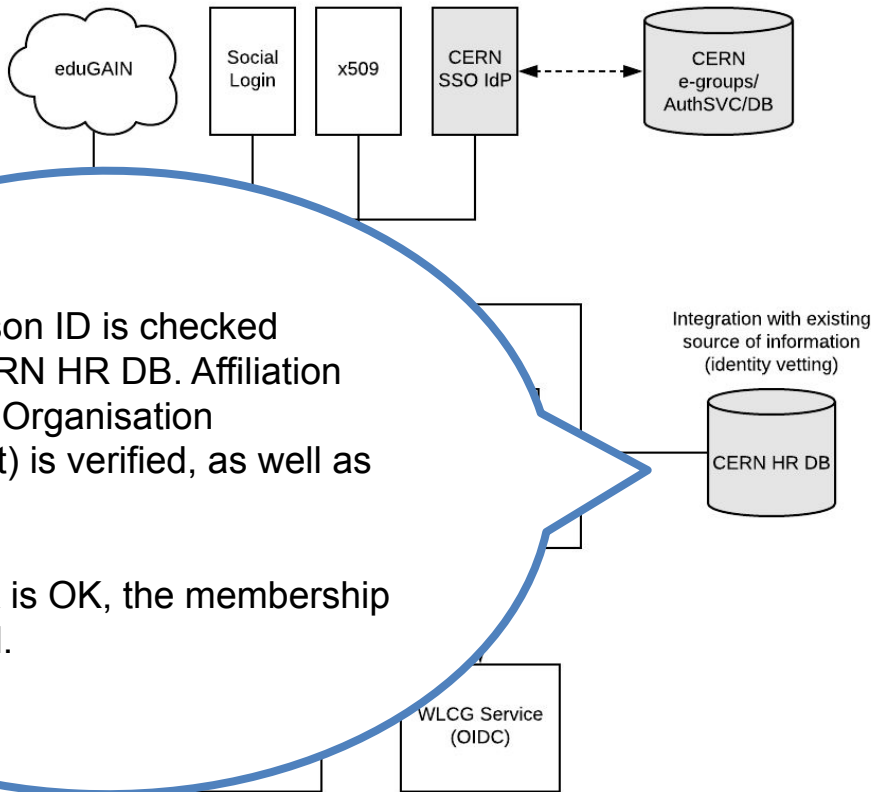 eduGAIN
Social
Login
x509
CERN
SSO IdP
CERN
e-groups/
AuthSVC/DB
ID is checked
HR DB. Affiliation
Organisation
is verified, as well as
is OK, the membership
Integration with existing
source of information
(identity vetting)
CERN HR DB
WLCG Service
(OIDC)